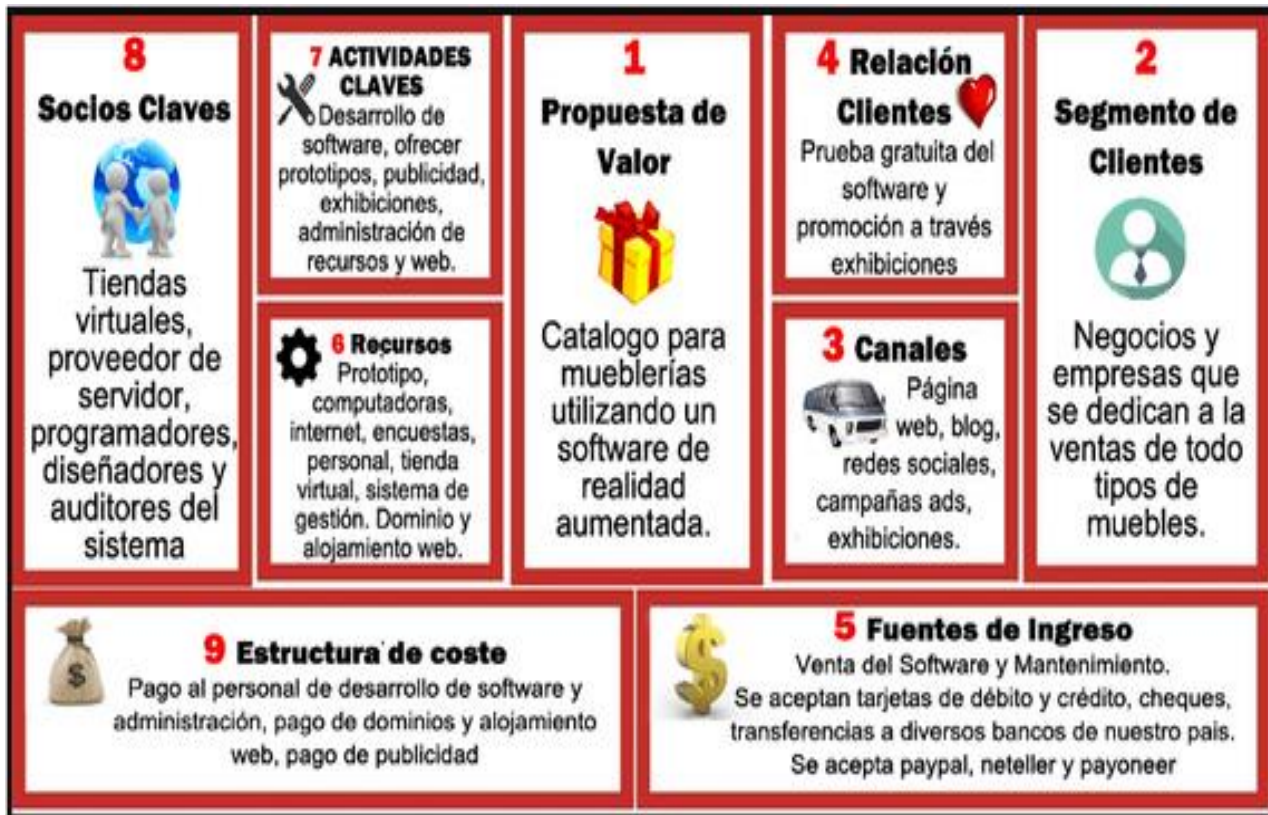 8
Socios Claves
Tiendas
virtuales,
proveedor de
servidor,
programadores,
diseñadores y
auditores del
sistema
7 ACTIVIDADES
CLAVES
Desarrollo de
software, ofrecer
prototipos, publicidad,
exhibiciones,
administración de
recursos y web.
6 Recursos
Prototipo,
computadoras,
internet, encuestas,
personal, tienda
virtual, sistema de
gestión. Dominio y
alojamiento web.
1
Propuesta de
Valor
Catalogo para
mueblerías
utilizando un
software de
realidad
aumentada.
4 Relación
Clientes
Prueba gratuita del
software y
promoción a través
exhibiciones
3 Canales
Página
web, blog,
redes sociales,
campañas ads,
exhibiciones.
2
Segmento de
Clientes
Negocios y
empresas que
se dedican a la
ventas de todo
tipos de
muebles.
9 Estructura de coste
Pago al personal de desarrollo de software y
administración, pago de dominios y alojamiento
web, pago de publicidad
5 Fuentes de Ingreso
Venta del Software y Mantenimiento.
Se aceptan tarjetas de débito y crédito, cheques,
transferencias a diversos bancos de nuestro pais.
Se acepta paypal, neteller y payoneer